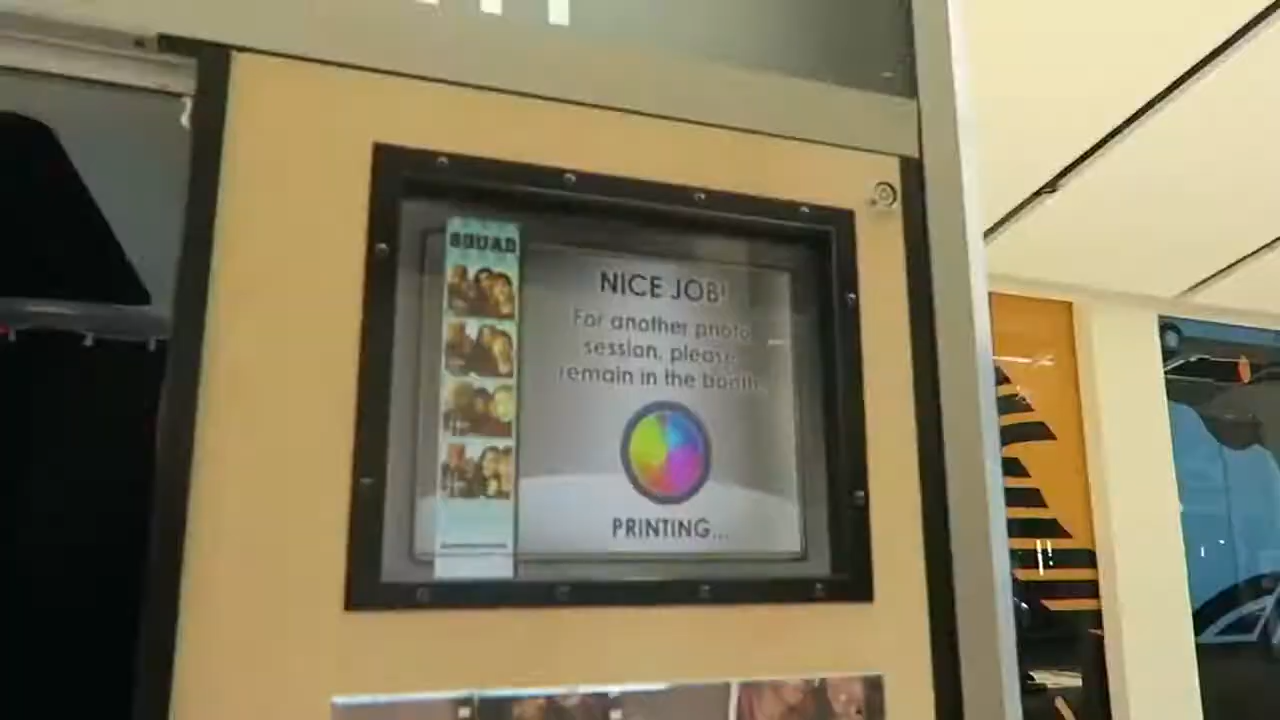 SQUAD
NICE JOB!
For another photo
session, please
remain in the booth.
PRINTING...